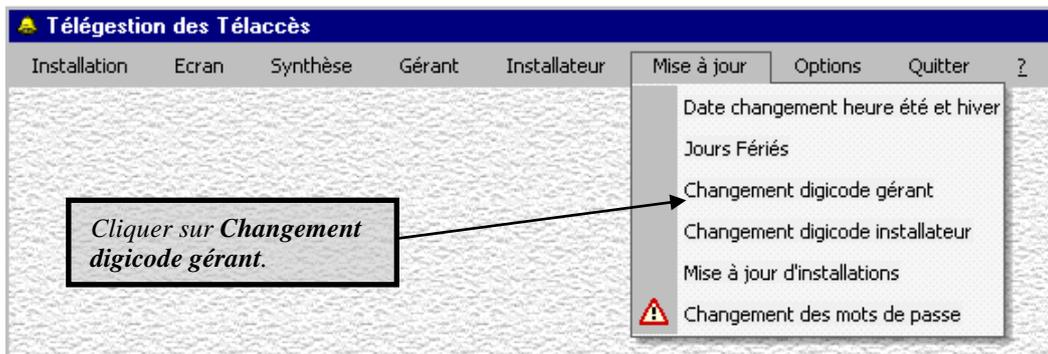 Télégestion des Télaccès
Installation Ecran Synthèse Gérant Installateur Mise à jour Options Quitter ?
Date changement heure été et hiver
Jours Fériés
Changement digicode gérant
Changement digicode installateur
Mise à jour d'installations
Changement des mots de passe
Cliquer sur Changement
digicode gérant.